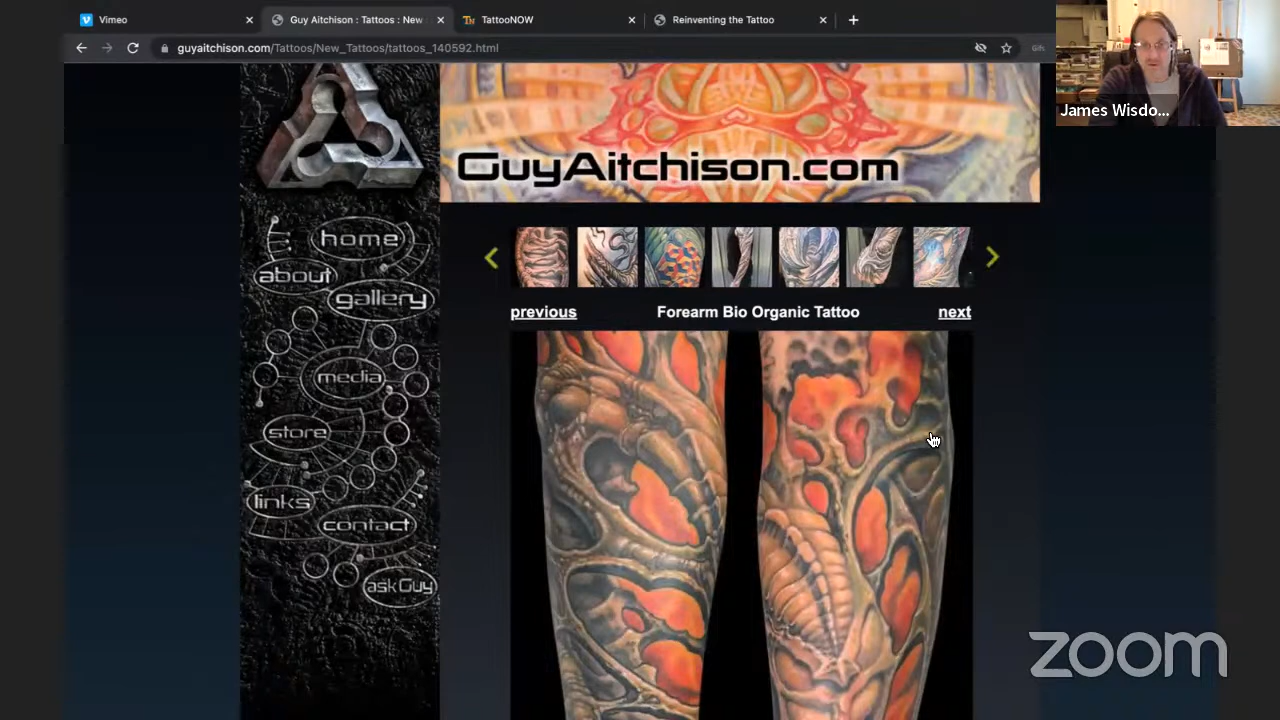 Vimeo
Guy Aitchison : Tattoos : New
TattooNOW
Reinventing the Tattoo
guyaitchison.com/Tattoos/New_Tattoos/tattoos_140592.html
Gifs
James Wisdo...
GuyAitchison.com
home
about
gallery
media
store
links
contact
ask Guy
previous
Forearm Bio Organic Tattoo
next
zoom